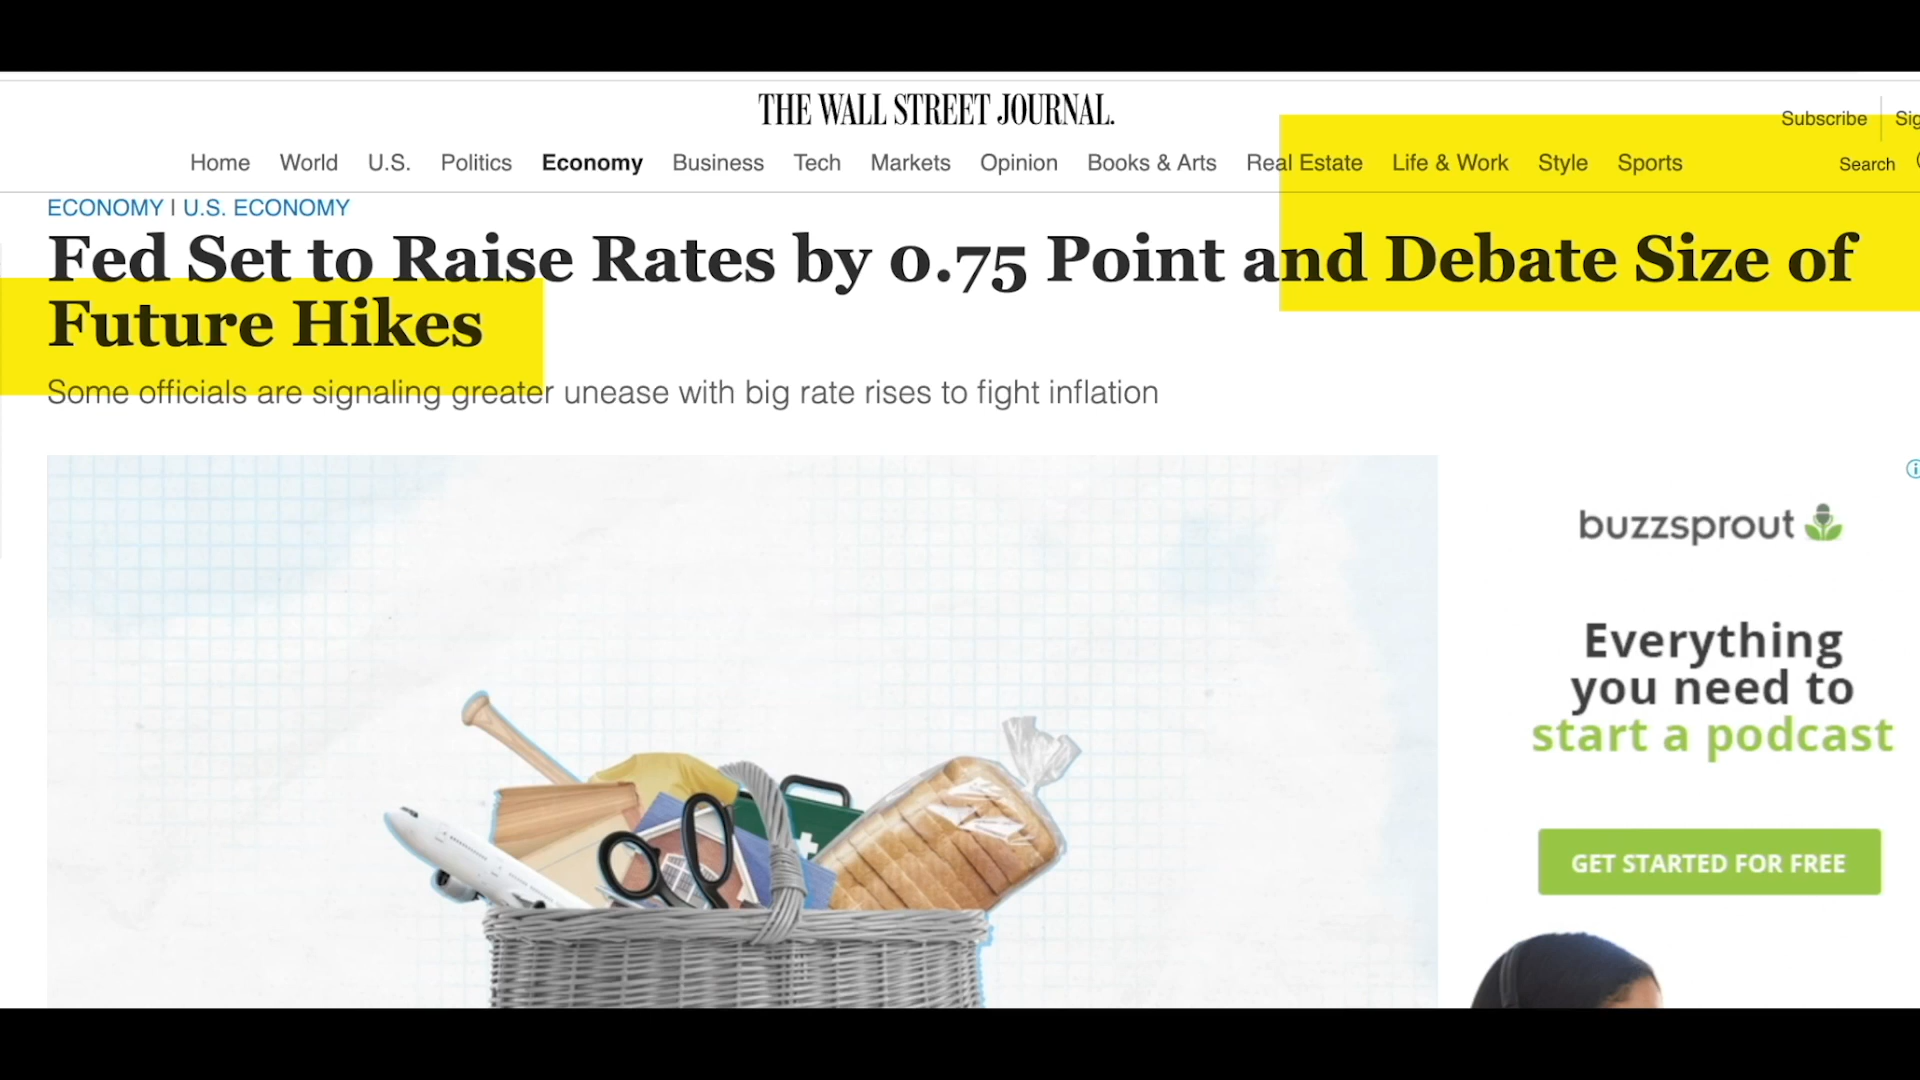 THE WALL STREET JOURNAL.
Subscribe
Home World U.S. Politics Economy Business Tech Markets Opinion Books & Arts Real Estate Life & Work Style Sports Search
ECONOMY | U.S. ECONOMY
Fed Set to Raise Rates by 0.75 Point and Debate Size of
Future Hikes
Some officials are signaling greater unease with big rate rises to fight inflation
buzzsprout
Everything
you need to
start a podcast
GET STARTED FOR FREE